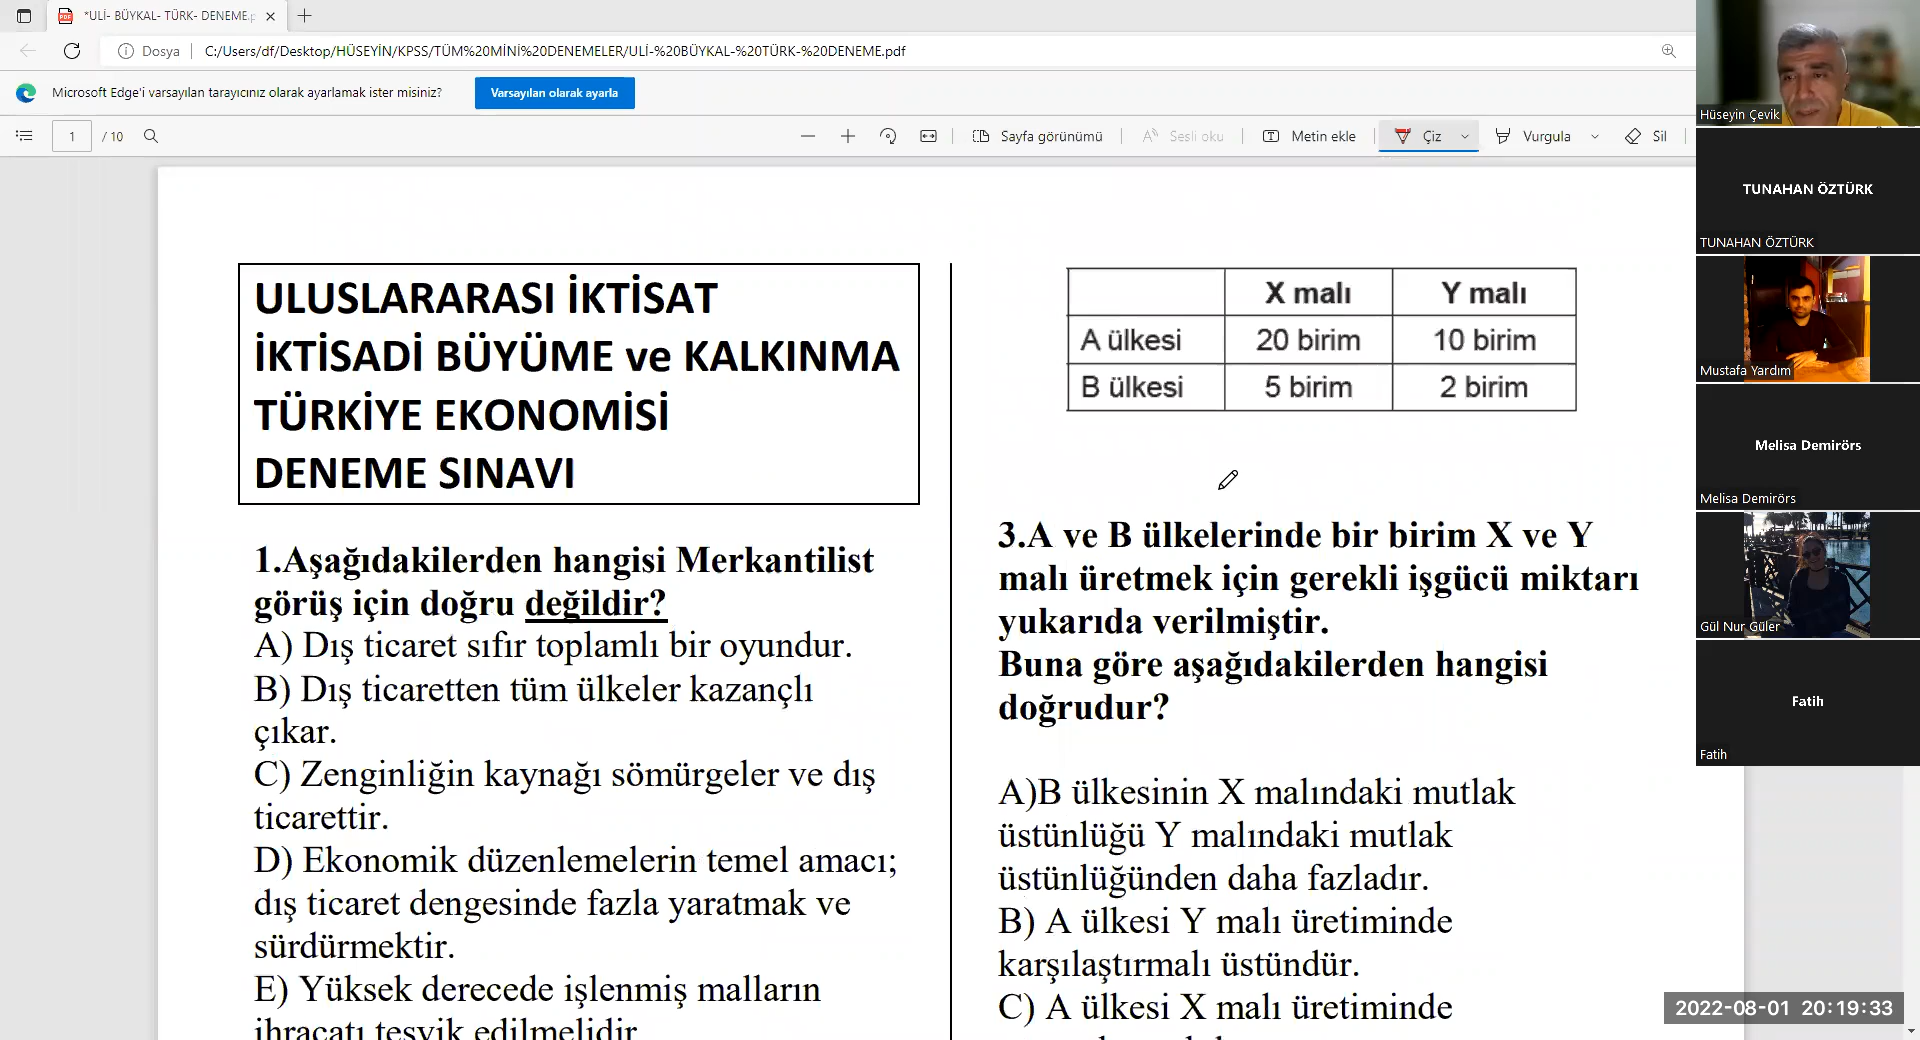 *ULİ- BÜYKAL- TÜRK- DENEME.p
Dosya
C:/Users/df/Desktop/HÜSEYİN/KPSS/TÜM%20MİNİ%20DENEMELER/ULİ-%20BÜYKAL-%20TÜRK-%20DENEME.pdf
Microsoft Edge'i varsayılan tarayıcınız olarak ayarlamak ister misiniz?
Varsayılan olarak ayarla
1 / 10
Sayfa görünümü
Sesli oku
Metin ekle
Çiz
Vurgula
Sil
ULUSLARARASI İKTİSAT
İKTİSADİ BÜYÜME ve KALKINMA
TÜRKİYE EKONOMİSİ
DENEME SINAVI
1.Aşağıdakilerden hangisi Merkantilist
görüş için doğru değildir?
A) Dış ticaret sıfır toplamlı bir oyundur.
B) Dış ticaretten tüm ülkeler kazançlı
çıkar.
C) Zenginliğin kaynağı sömürgeler ve dış
ticarettir.
D) Ekonomik düzenlemelerin temel amacı;
dış ticaret dengesinde fazla yaratmak ve
sürdürmektir.
E) Yüksek derecede işlenmiş malların
ihracatı teşvik edilmelidir
X malı Y malı
A ülkesi 20 birim 10 birim
B ülkesi 5 birim 2 birim
3.A ve B ülkelerinde bir birim X ve Y
malı üretmek için gerekli işgücü miktarı
yukarıda verilmiştir.
Buna göre aşağıdakilerden hangisi
doğrudur?
A)B ülkesinin X malındaki mutlak
üstünlüğü Y malındaki mutlak
üstünlüğünden daha fazladır.
B) A ülkesi Y malı üretiminde
karşılaştırmalı üstündür.
C) A ülkesi X malı üretiminde
Hüseyin Çevik
TUNAHAN ÖZTÜRK
TUNAHAN ÖZTÜRK
Mustafa Yardım
Melisa Demirörs
Melisa Demirörs
Gül Nur Güler
Fatih
Fatih
2022-08-01 20:19:33